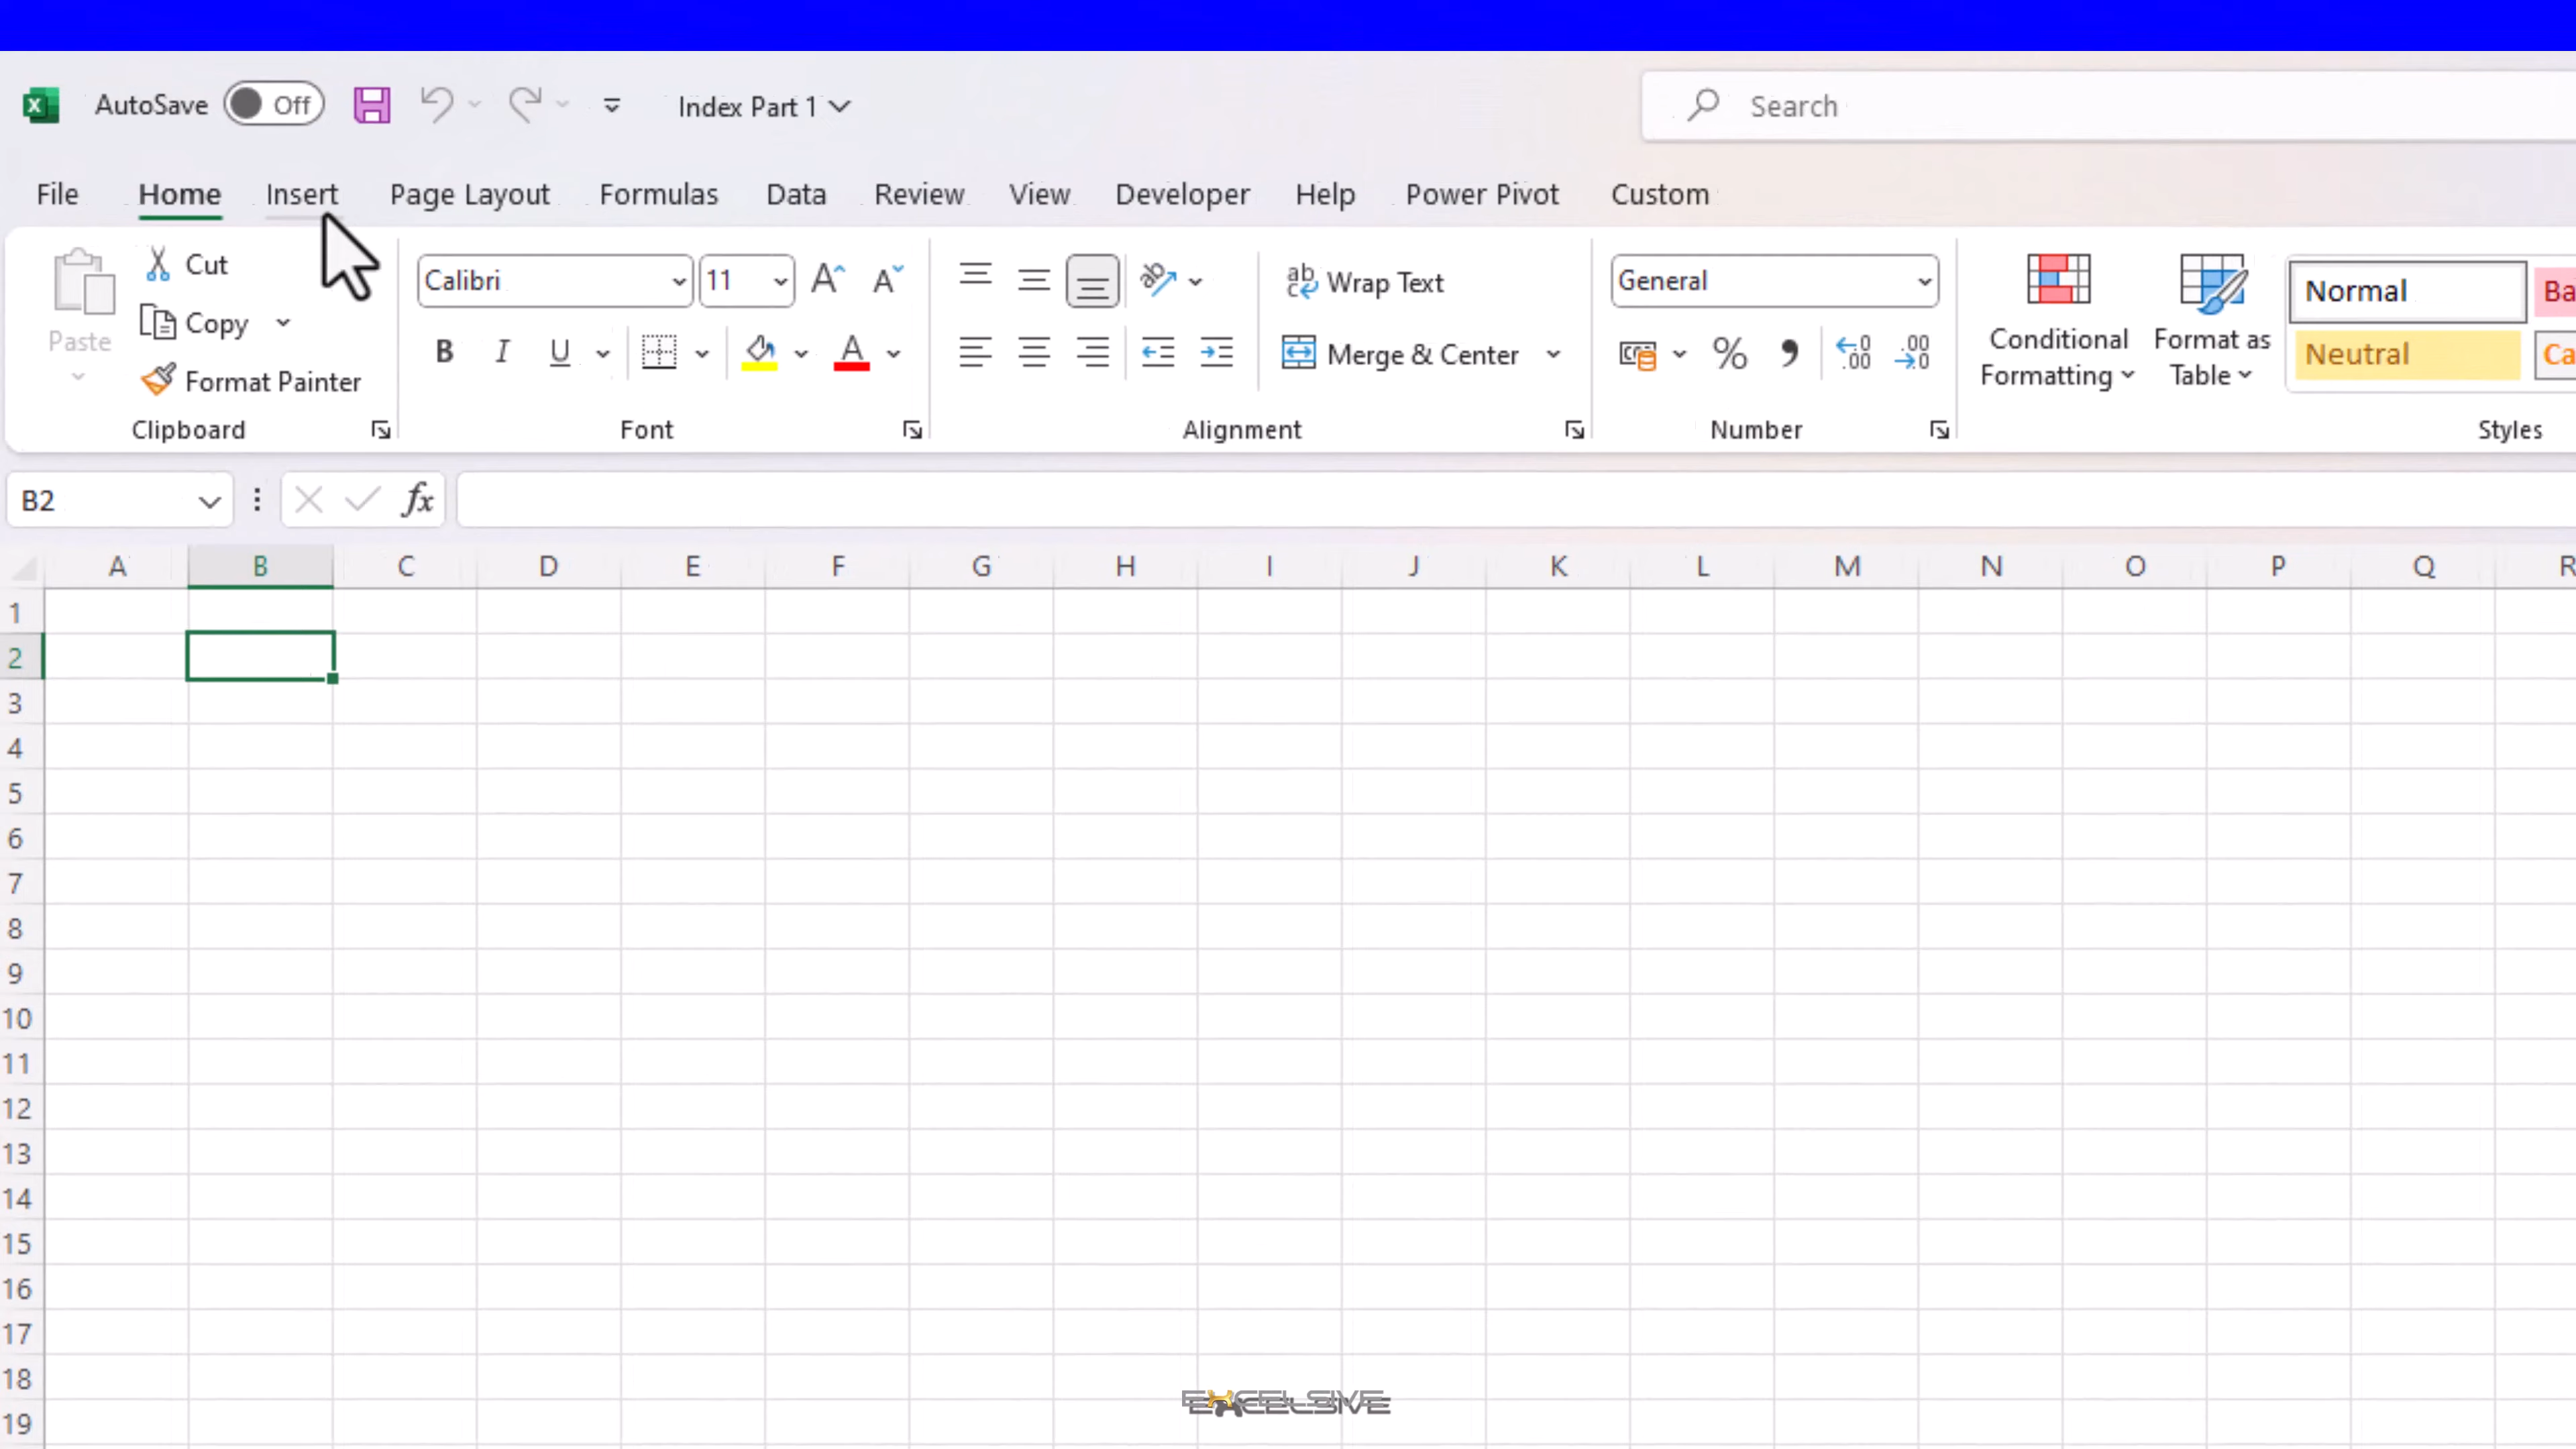 AutoSave Off Index Part 1 Search
File Home Insert Page Layout Formulas Data Review View Developer Help Power Pivot Custom
Paste
Cut
Copy
Format Painter
Clipboard
Calibri 11
B I U
Font
Wrap Text
Merge & Center
Alignment
General
Number
Conditional
Formatting
Format as
Table
Normal
Neutral
Styles
B2 fx
A B C D E F G H I J K L M N O P Q R
1
2
3
4
5
6
7
8
9
10
11
12
13
14
15
16
17
18
19
EXCELSIVE